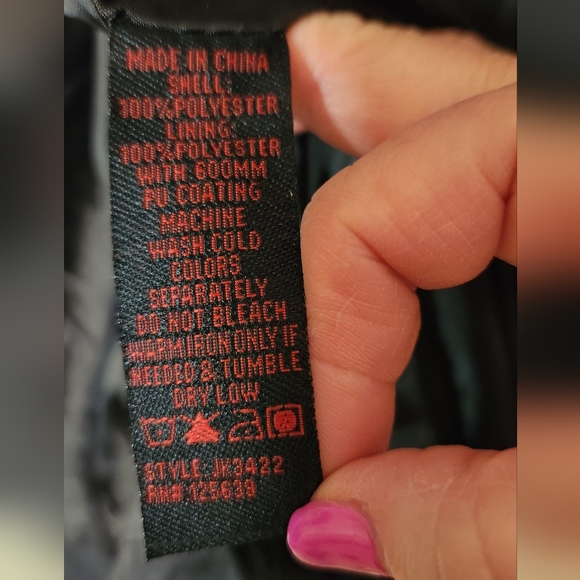 MADE IN CHINA
SHELL:
100%POLYESTER
LINING:
100%POLYESTER
WITH 600MM
PU COATING
MACHINE
WASH COLD
COLORS
SEPARATELY
DO NOT BLEACH
WARM IRON ONLY IF
NEEDED & TUMBLE
DRY LOW
STYLE: JK3422
RN# 125639